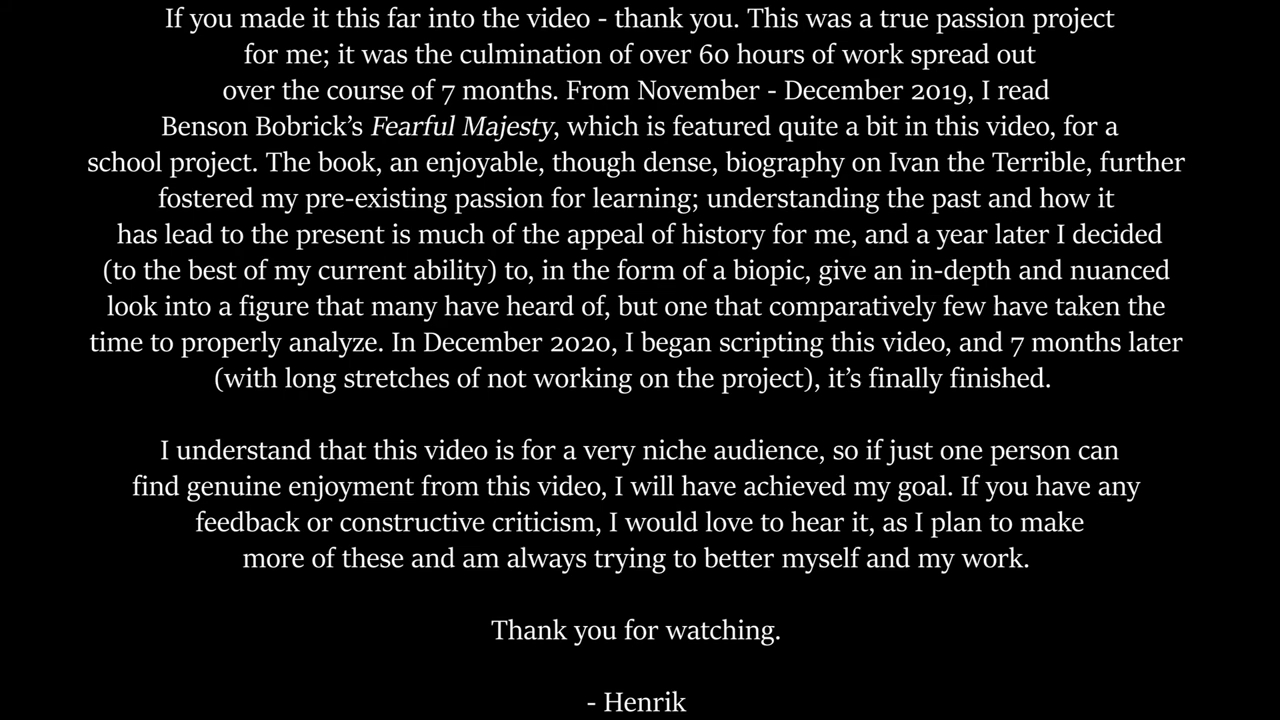 If you made it this far into the video - thank you. This was a true passion project
for me; it was the culmination of over 60 hours of work spread out
over the course of 7 months. From November - December 2019, I read
Benson Bobrick’s Fearful Majesty, which is featured quite a bit in this video, for a
school project. The book, an enjoyable, though dense, biography on Ivan the Terrible, further
fostered my pre-existing passion for learning; understanding the past and how it
has lead to the present is much of the appeal of history for me, and a year later I decided
(to the best of my current ability) to, in the form of a biopic, give an in-depth and nuanced
look into a figure that many have heard of, but one that comparatively few have taken the
time to properly analyze. In December 2020, I began scripting this video, and 7 months later
(with long stretches of not working on the project), it’s finally finished.
I understand that this video is for a very niche audience, so if just one person can
find genuine enjoyment from this video, I will have achieved my goal. If you have any
feedback or constructive criticism, I would love to hear it, as I plan to make
more of these and am always trying to better myself and my work.
Thank you for watching.
- Henrik